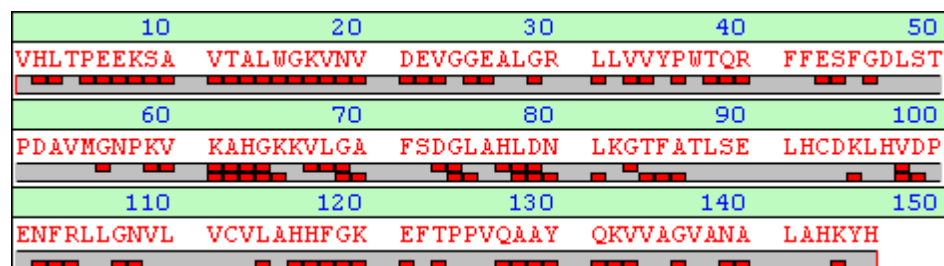 10 20 30 40 50
VHLTPEEKSA VTALWGKVNV DEVGGEALGR LLVVYPWTQR FFESFGDLST
60 70 80 90 100
PDAVMGNPKV KAHGKKVLGA FSDGLAHLDN LKGTFATLSE LHCDKLHVDP
110 120 130 140 150
ENFRLLGNVL VCVLAHHFGK EFTPPVQAAY QKVVAGVANA LAHKYH